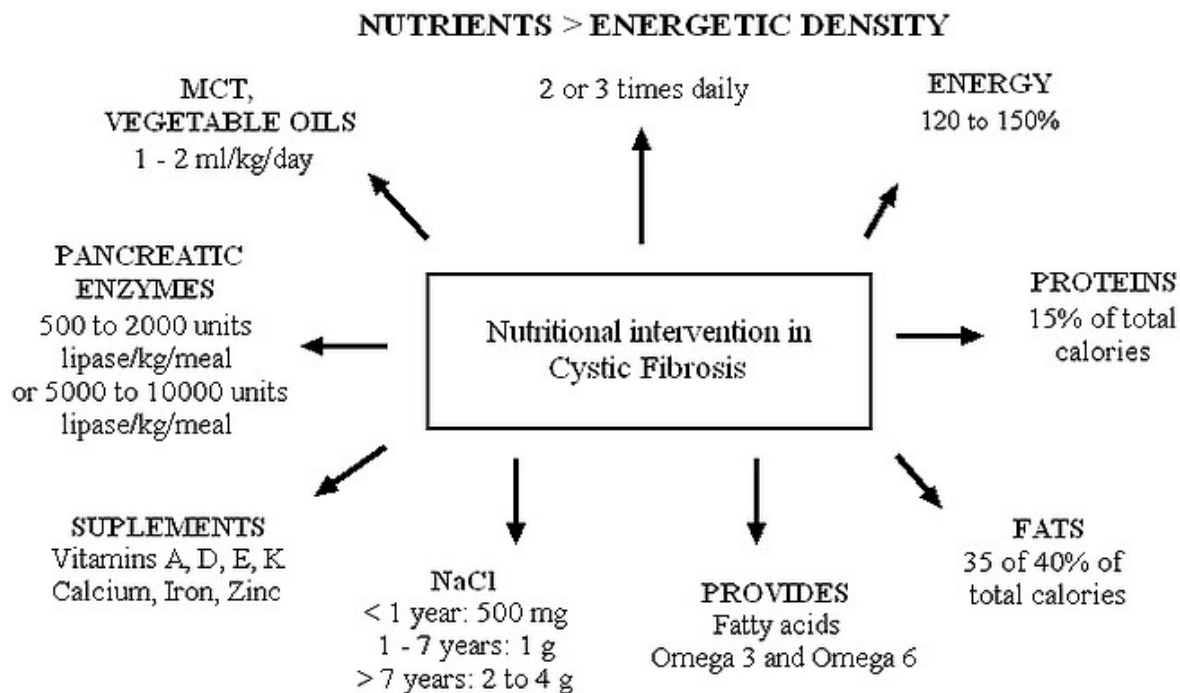 NUTRIENTS > ENERGETIC DENSITY
2 or 3 times daily
MCT,
VEGETABLE OILS
1 - 2 ml/kg/day
ENERGY
120 to 150%
PANCREATIC
ENZYMES
500 to 2000 units
lipase/kg/meal
or 5000 to 10000 units
lipase/kg/meal
Nutritional intervention in
Cystic Fibrosis
PROTEINS
15% of total
calories
SUPLEMENTS
Vitamins A, D, E, K
Calcium, Iron, Zinc
NaCl
< 1 year: 500 mg
1 - 7 years: 1 g
> 7 years: 2 to 4 g
PROVIDES
Fatty acids
Omega 3 and Omega 6
FATS
35 of 40% of
total calories